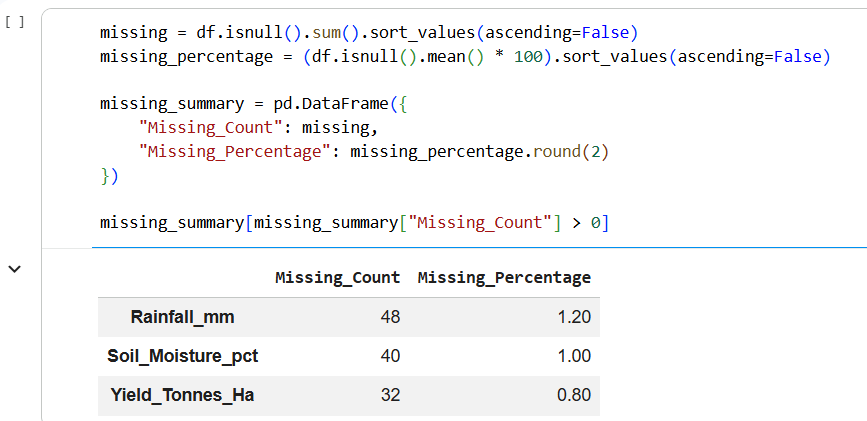 [ ]
missing = df.isnull().sum().sort_values(ascending=False)
missing_percentage = (df.isnull().mean() * 100).sort_values(ascending=False)
missing_summary = pd.DataFrame({
    "Missing_Count": missing,
    "Missing_Percentage": missing_percentage.round(2)
})
missing_summary[missing_summary["Missing_Count"] > 0]
Missing_Count Missing_Percentage
Rainfall_mm 48 1.20
Soil_Moisture_pct 40 1.00
Yield_Tonnes_Ha 32 0.80